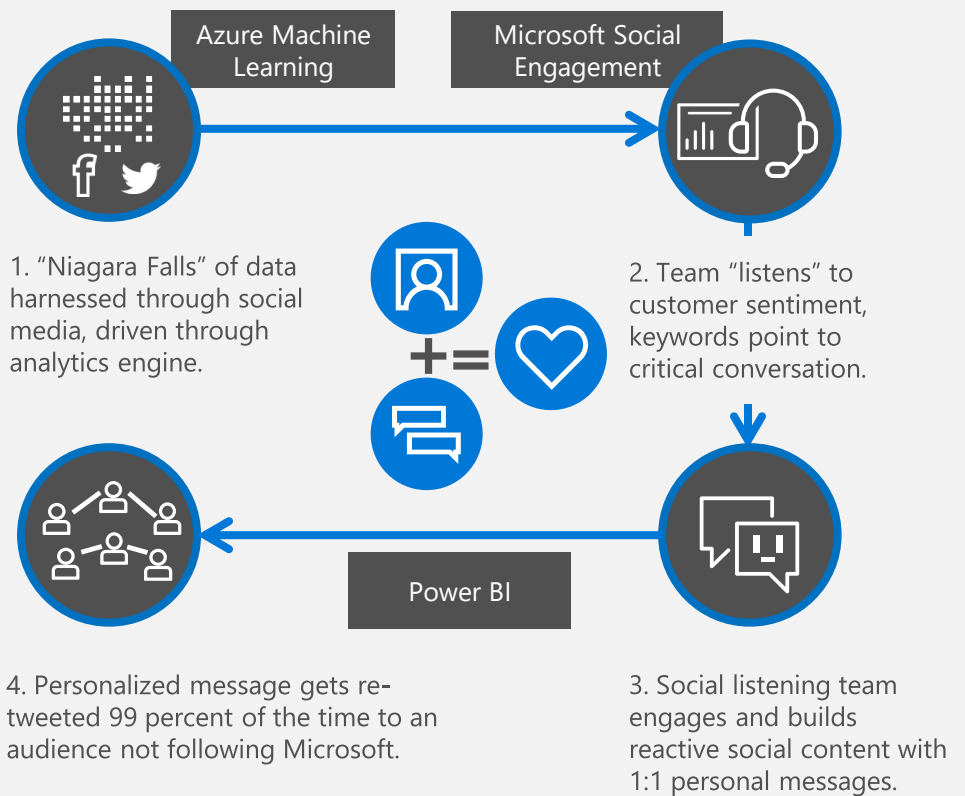 Azure Machine
Learning
Microsoft Social
Engagement
1. “Niagara Falls” of data
harnessed through social
media, driven through
analytics engine.
2. Team “listens” to
customer sentiment,
keywords point to
critical conversation.
Power BI
4. Personalized message gets re-
tweeted 99 percent of the time to an
audience not following Microsoft.
3. Social listening team
engages and builds
reactive social content with
1:1 personal messages.